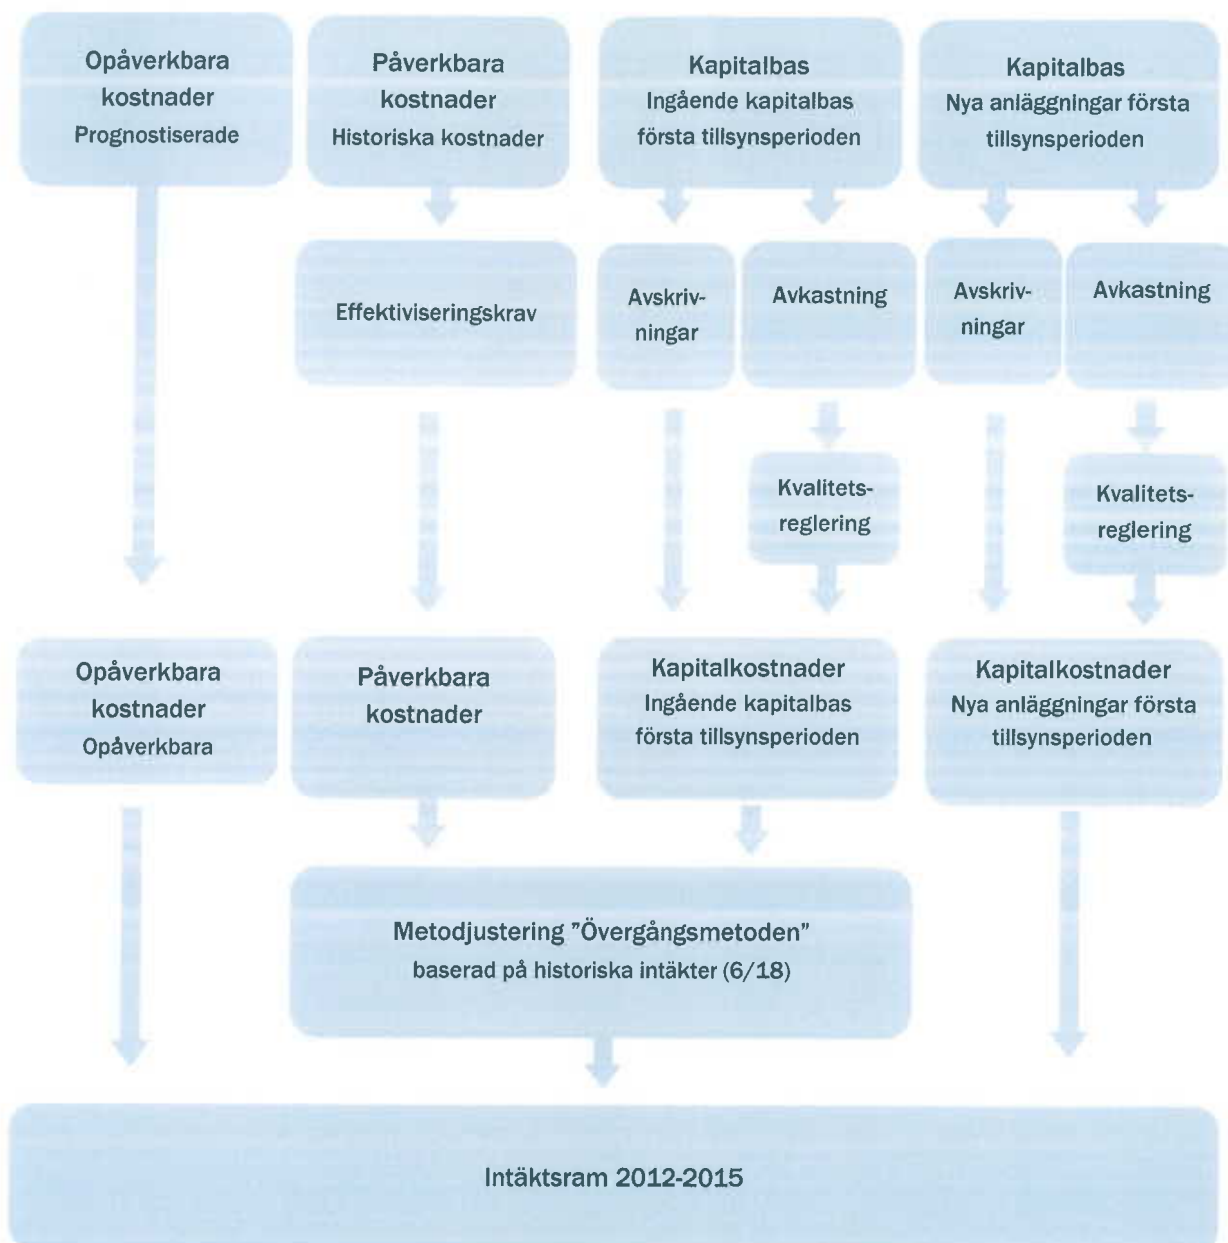 Opåverkbara
kostnader
Prognostiserade
Påverkbara
kostnader
Historiska kostnader
Kapitalbas
Ingående kapitalbas
första tillsynsperioden
Kapitalbas
Nya anläggningar första
tillsynsperioden
Effektiviseringskrav
Avskriv-
ningar
Avkastning
Avskriv-
ningar
Avkastning
Kvalitets-
reglering
Kvalitets-
reglering
Opåverkbara
kostnader
Opåverkbara
Påverkbara
kostnader
Kapitalkostnader
Ingående kapitalbas
första tillsynsperioden
Kapitalkostnader
Nya anläggningar första
tillsynsperioden
Metodjustering ”Övergångsmetoden”
baserad på historiska intäkter (6/18)
Intäktsram 2012-2015